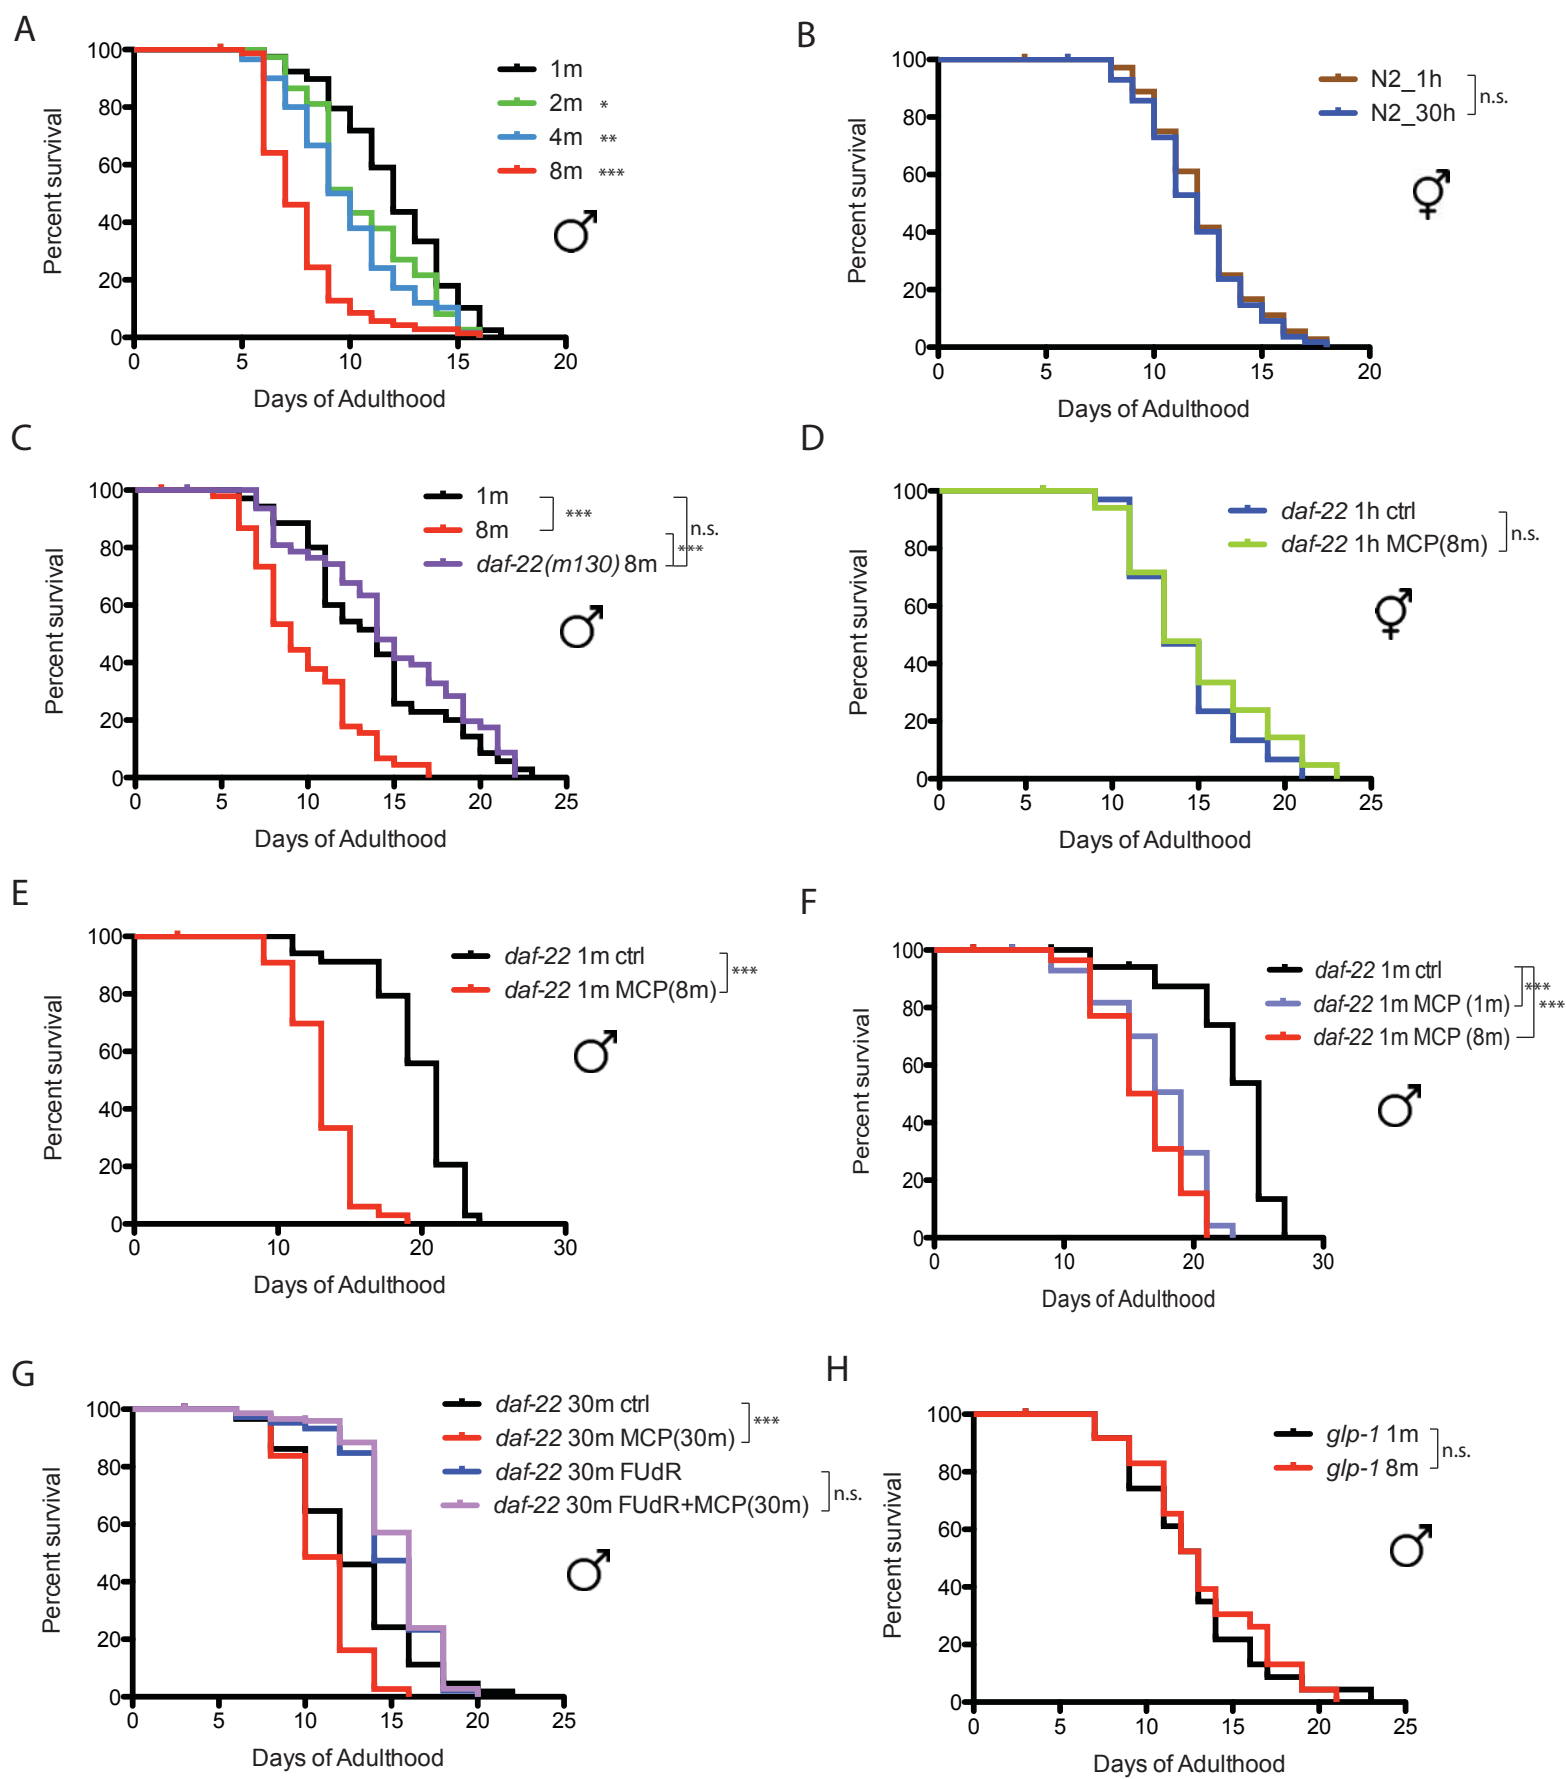 A
Percent survival
100
80
60
40
20
0
0 5 10 15 20
Days of Adulthood
1m
2m *
4m **
8m ***
B
Percent survival
100
80
60
40
20
0
0 5 10 15 20
Days of Adulthood
N2_1h
N2_30h
n.s.
C
Percent survival
100
80
60
40
20
0
0 5 10 15 20 25
Days of Adulthood
1m
8m
daf-22(m130) 8m
***
n.s.
***
D
Percent survival
100
80
60
40
20
0
0 5 10 15 20 25
Days of Adulthood
daf-22 1h ctrl
daf-22 1h MCP(8m)
n.s.
E
Percent survival
100
80
60
40
20
0
0 10 20 30
Days of Adulthood
daf-22 1m ctrl
daf-22 1m MCP(8m)
***
F
Percent survival
100
80
60
40
20
0
0 10 20 30
Days of Adulthood
daf-22 1m ctrl
daf-22 1m MCP (1m)
daf-22 1m MCP (8m)
***
***
G
Percent survival
100
80
60
40
20
0
0 5 10 15 20 25
Days of Adulthood
daf-22 30m ctrl
daf-22 30m MCP(30m)
daf-22 30m FUdR
daf-22 30m FUdR+MCP(30m)
***
n.s.
H
Percent survival
100
80
60
40
20
0
0 5 10 15 20 25
Days of Adulthood
glp-1 1m
glp-1 8m
n.s.